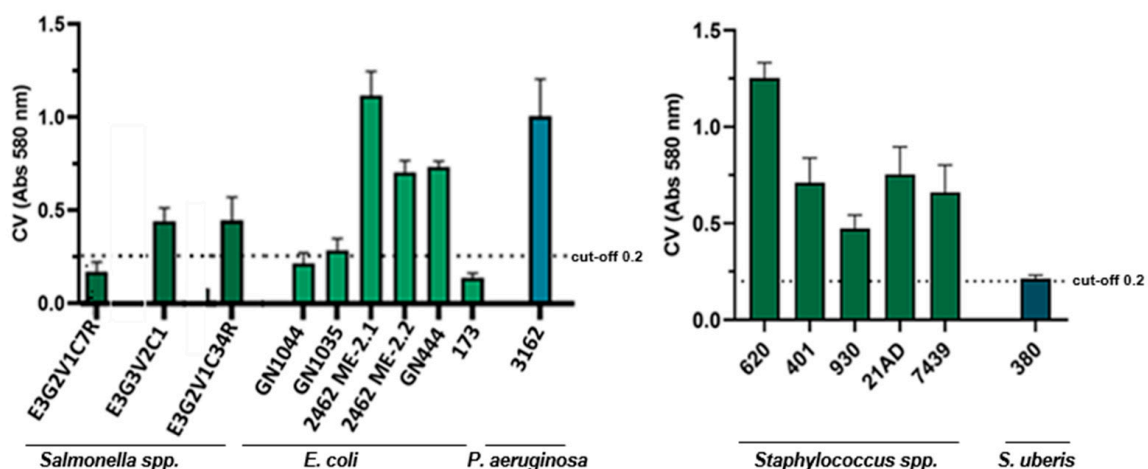 CV (Abs 580 nm)
1.5
1.0
0.5
0.0
cut-off 0.2
E3G2V1C7R
E3G3V2C1
E3G2V1C34R
GN1044
GN1035
2462 ME-2.1
2462 ME-2.2
GN444
173
3162
Salmonella spp.
E. coli
P. aeruginosa
CV (Abs 580 nm)
1.5
1.0
0.5
0.0
cut-off 0.2
620
401
930
21AD
7439
380
Staphylococcus spp.
S. uberis